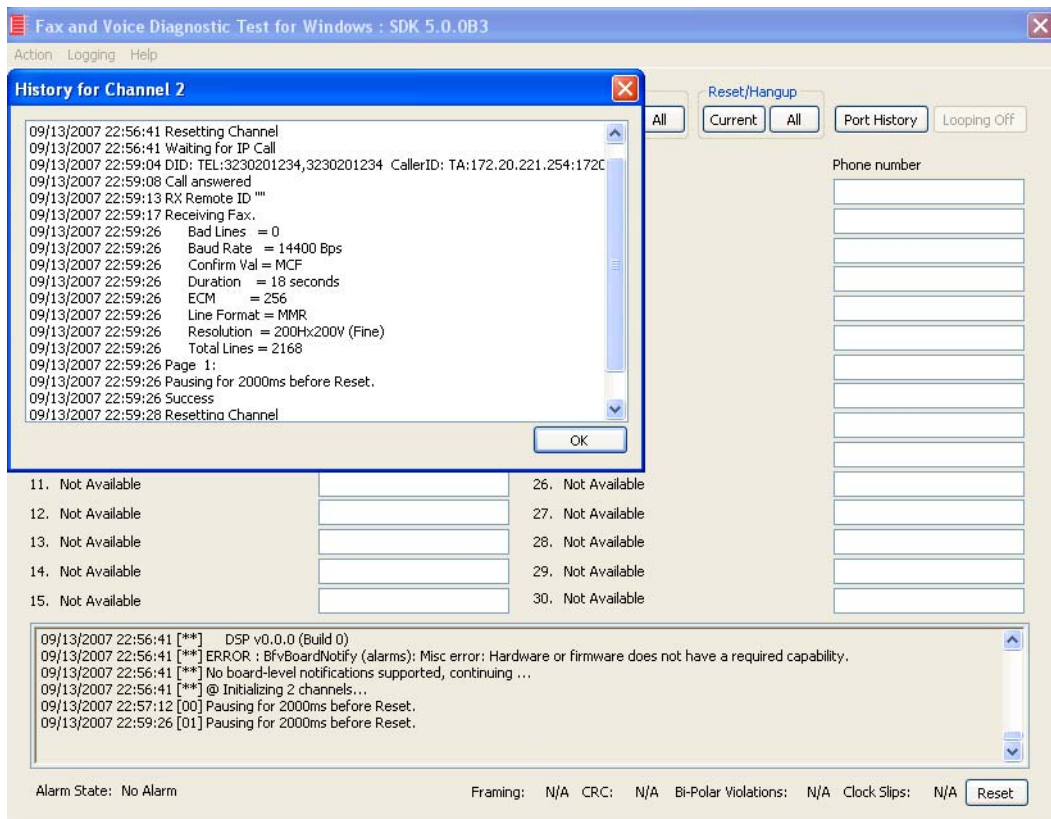 Fax and Voice Diagnostic Test for Windows : SDK 5.0.0B3
Action Logging Help
History for Channel 2
09/13/2007 22:56:41 Resetting Channel
09/13/2007 22:56:41 Waiting for IP Call
09/13/2007 22:59:04 DID: TEL:3230201234,3230201234 CallerID: TA:172.20.221.254:1720
09/13/2007 22:59:08 Call answered
09/13/2007 22:59:13 RX Remote ID ""
09/13/2007 22:59:17 Receiving Fax.
09/13/2007 22:59:26 Bad Lines = 0
09/13/2007 22:59:26 Baud Rate = 14400 Bps
09/13/2007 22:59:26 Confirm Val = MCF
09/13/2007 22:59:26 Duration = 18 seconds
09/13/2007 22:59:26 ECM = 256
09/13/2007 22:59:26 Line Format = MMR
09/13/2007 22:59:26 Resolution = 200Hx200V (Fine)
09/13/2007 22:59:26 Total Lines = 2168
09/13/2007 22:59:26 Page 1:
09/13/2007 22:59:26 Pausing for 2000ms before Reset.
09/13/2007 22:59:26 Success
09/13/2007 22:59:28 Resetting Channel
OK
All
Reset/Hangup
Current All
Port History
Looping Off
Phone number
11. Not Available
12. Not Available
13. Not Available
14. Not Available
15. Not Available
26. Not Available
27. Not Available
28. Not Available
29. Not Available
30. Not Available
09/13/2007 22:56:41 [**] DSP v0.0.0 (Build 0)
09/13/2007 22:56:41 [**] ERROR : BfvBoardNotify (alarms): Misc error: Hardware or firmware does not have a required capability.
09/13/2007 22:56:41 [**] No board-level notifications supported, continuing ...
09/13/2007 22:56:41 [**] @ Initializing 2 channels...
09/13/2007 22:57:12 [00] Pausing for 2000ms before Reset.
09/13/2007 22:59:26 [01] Pausing for 2000ms before Reset.
Alarm State: No Alarm
Framing: N/A CRC: N/A Bi-Polar Violations: N/A Clock Slips: N/A Reset